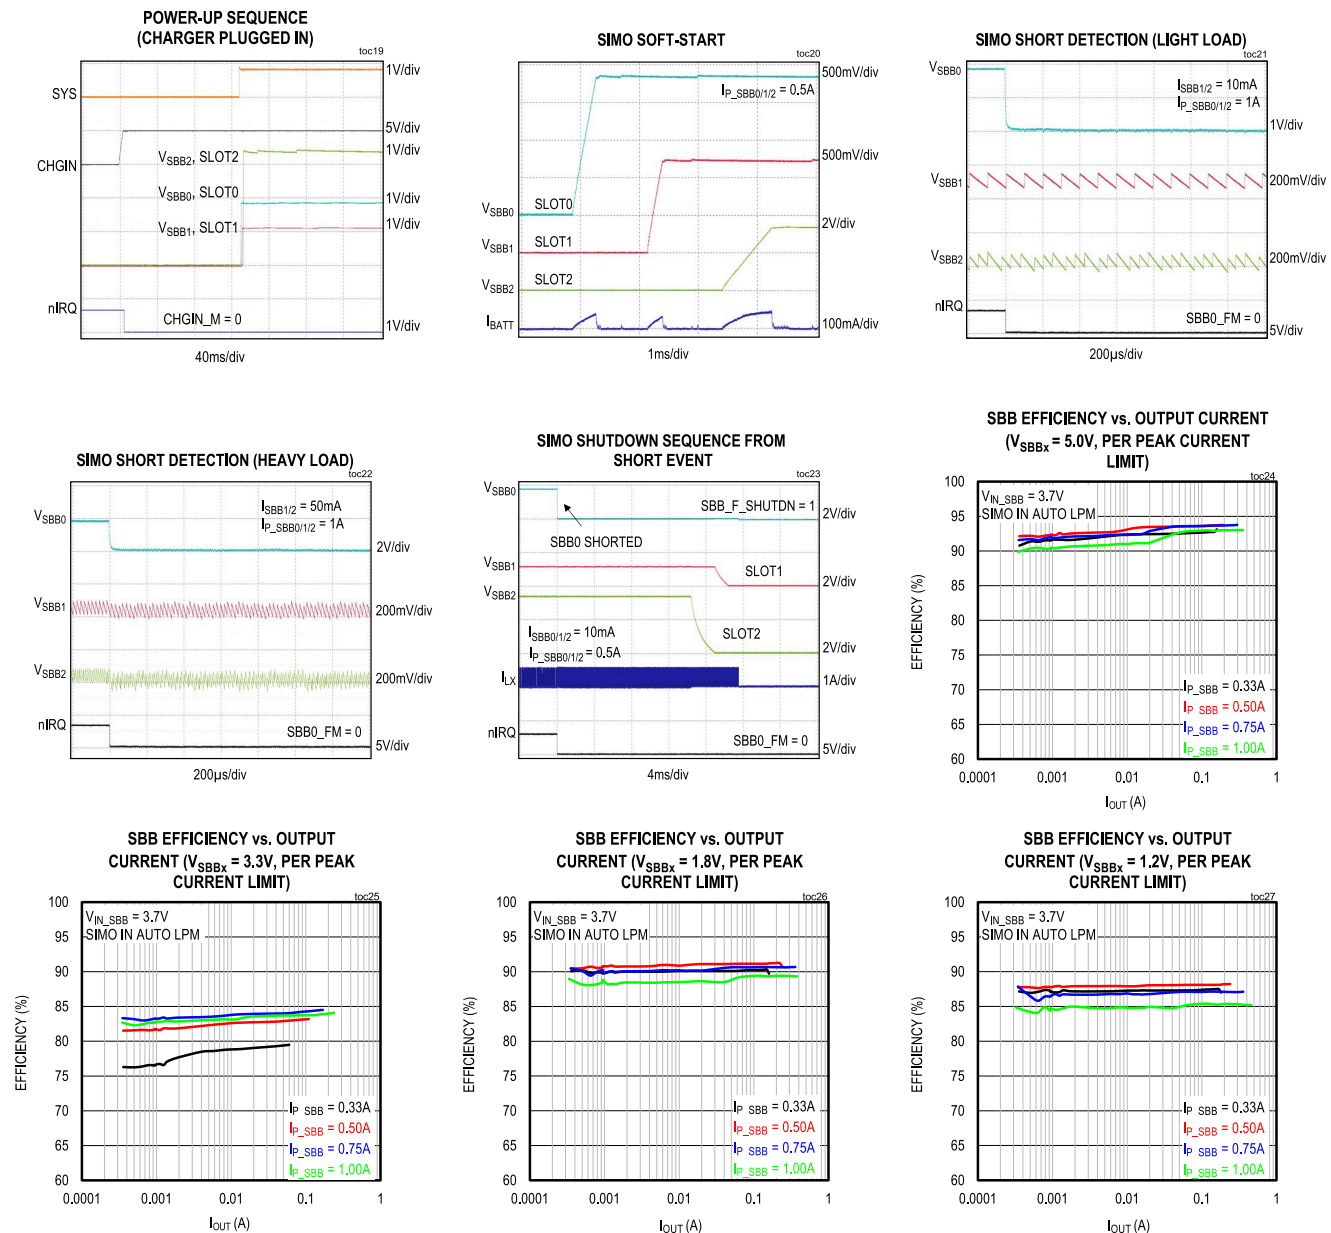 POWER-UP SEQUENCE
(CHARGER PLUGGED IN)
toc19
SYS
1V/div
5V/div
CHGIN
VSBB2, SLOT2
1V/div
VSBB0, SLOT0
1V/div
VSBB1, SLOT1
1V/div
nIRQ
CHGIN_M = 0
1V/div
40ms/div
SIMO SOFT-START
toc20
500mV/div
IP_SBB0/1/2 = 0.5A
500mV/div
VSBB0
SLOT0
2V/div
VSBB1
SLOT1
VSBB2
SLOT2
IBATT
100mA/div
1ms/div
SIMO SHORT DETECTION (LIGHT LOAD)
toc21
VSBB0
ISBB1/2 = 10mA
IP_SBB0/1/2 = 1A
1V/div
VSBB1
200mV/div
VSBB2
200mV/div
nIRQ
SBB0_FM = 0
5V/div
200µs/div
SIMO SHORT DETECTION (HEAVY LOAD)
toc22
VSBB0
ISBB1/2 = 50mA
IP_SBB0/1/2 = 1A
2V/div
VSBB1
200mV/div
VSBB2
200mV/div
nIRQ
SBB0_FM = 0
5V/div
200µs/div
SIMO SHUTDOWN SEQUENCE FROM
SHORT EVENT
toc23
VSBB0
SBB_F_SHUTDN = 1
2V/div
SBB0 SHORTED
VSBB1
SLOT1
2V/div
VSBB2
SLOT2
ISBB0/1/2 = 10mA
IP_SBB0/1/2 = 0.5A
2V/div
ILX
1A/div
nIRQ
SBB0_FM = 0
5V/div
4ms/div
SBB EFFICIENCY vs. OUTPUT CURRENT
(VSBBx = 5.0V, PER PEAK CURRENT
LIMIT)
toc24
100
95
90
85
80
75
70
65
60
EFFICIENCY (%)
VIN_SBB = 3.7V
SIMO IN AUTO LPM
IP_SBB = 0.33A
IP_SBB = 0.50A
IP_SBB = 0.75A
IP_SBB = 1.00A
0.0001 0.001 0.01 0.1 1
IOUT (A)
SBB EFFICIENCY vs. OUTPUT
CURRENT (VSBBx = 3.3V, PER PEAK
CURRENT LIMIT)
toc25
100
95
90
85
80
75
70
65
60
EFFICIENCY (%)
VIN_SBB = 3.7V
SIMO IN AUTO LPM
IP_SBB = 0.33A
IP_SBB = 0.50A
IP_SBB = 0.75A
IP_SBB = 1.00A
0.0001 0.001 0.01 0.1 1
IOUT (A)
SBB EFFICIENCY vs. OUTPUT
CURRENT (VSBBx = 1.8V, PER PEAK
CURRENT LIMIT)
toc26
100
95
90
85
80
75
70
65
60
EFFICIENCY (%)
VIN_SBB = 3.7V
SIMO IN AUTO LPM
IP_SBB = 0.33A
IP_SBB = 0.50A
IP_SBB = 0.75A
IP_SBB = 1.00A
0.0001 0.001 0.01 0.1 1
IOUT (A)
SBB EFFICIENCY vs. OUTPUT
CURRENT (VSBBx = 1.2V, PER PEAK
CURRENT LIMIT)
toc27
100
95
90
85
80
75
70
65
60
EFFICIENCY (%)
VIN_SBB = 3.7V
SIMO IN AUTO LPM
IP_SBB = 0.33A
IP_SBB = 0.50A
IP_SBB = 0.75A
IP_SBB = 1.00A
0.0001 0.001 0.01 0.1 1
IOUT (A)